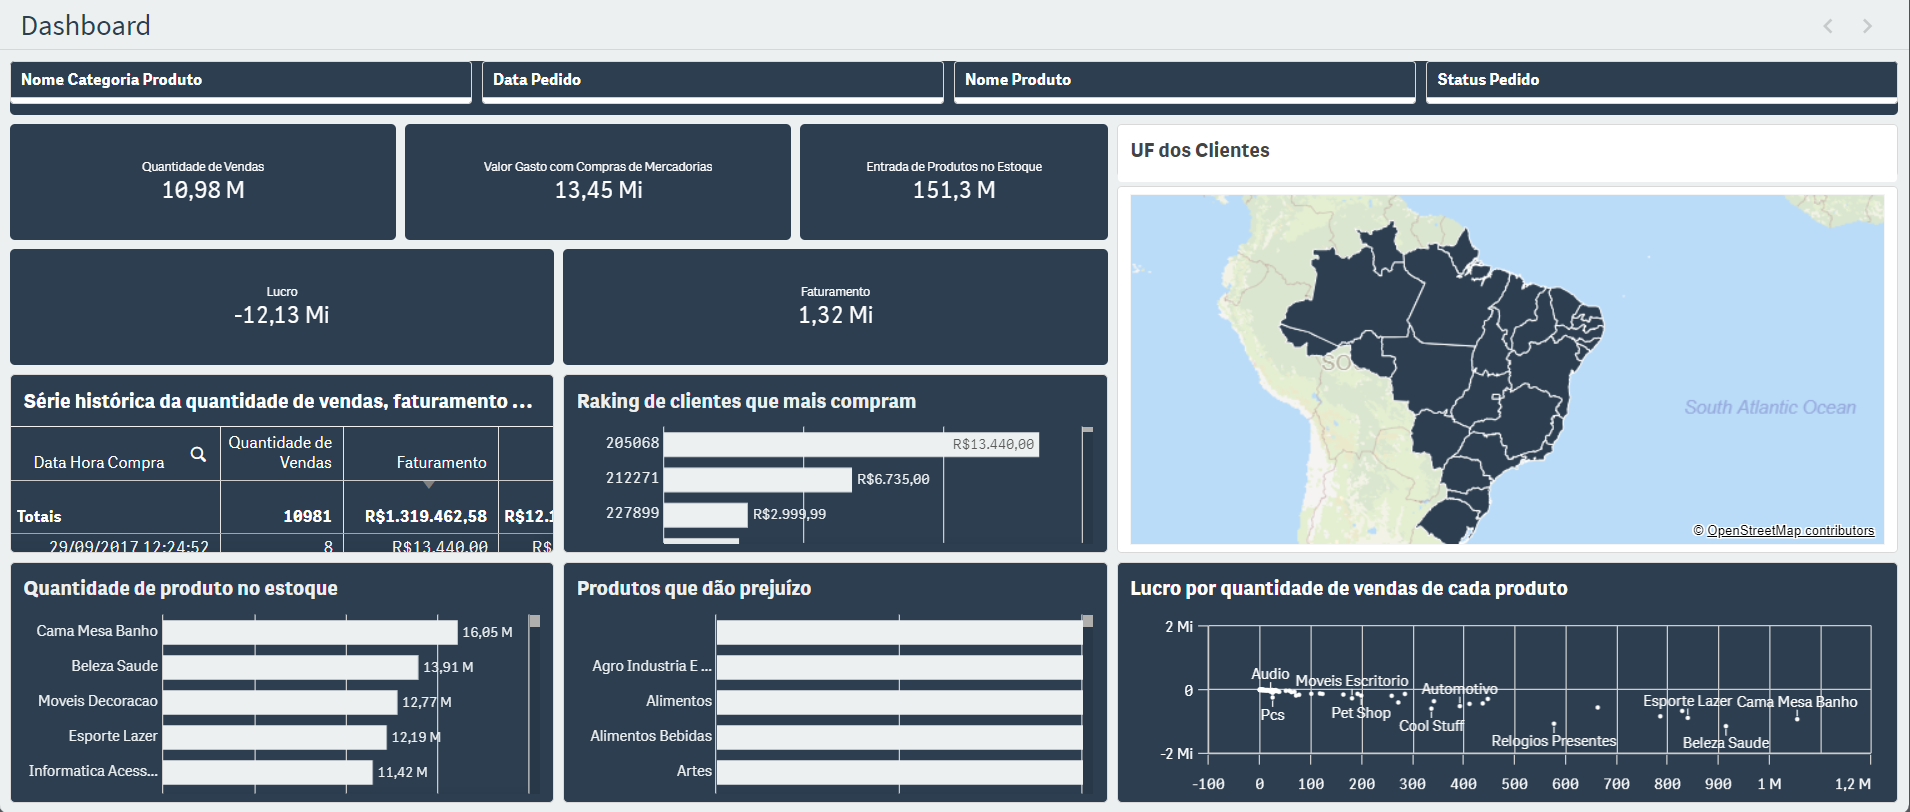 Dashboard
Nome Categoria Produto
Data Pedido
Nome Produto
Status Pedido
Quantidade de Vendas
10,98 M
Valor Gasto com Compras de Mercadorias
13,45 Mi
Entrada de Produtos no Estoque
151,3 M
Lucro
-12,13 Mi
Faturamento
1,32 Mi
UF dos Clientes
South Atlantic Ocean
© OpenStreetMap contributors
Série histórica da quantidade de vendas, faturamento ...
Data Hora Compra
Quantidade de
Vendas
Faturamento
Totais
10981
R$1.319.462,58
R$12.1
29/09/2017 12:24:52
8
R$13.440,00
R$
Raking de clientes que mais compram
205068
R$13.440,00
212271
R$6.735,00
227899
R$2.999,99
Quantidade de produto no estoque
Cama Mesa Banho
16,05 M
Beleza Saude
13,91 M
Moveis Decoracao
12,77 M
Esporte Lazer
12,19 M
Informatica Acess...
11,42 M
Produtos que dão prejuízo
Agro Industria E ...
Alimentos
Alimentos Bebidas
Artes
Lucro por quantidade de vendas de cada produto
2 Mi
0
-2 Mi
Audio
Moveis Escritorio
Automotivo
Esporte Lazer
Cama Mesa Banho
Pcs
Pet Shop
Cool Stuff
Relogios Presentes
Beleza Saude
-100
0
100
200
300
400
500
600
700
800
900
1 M
1,2 M